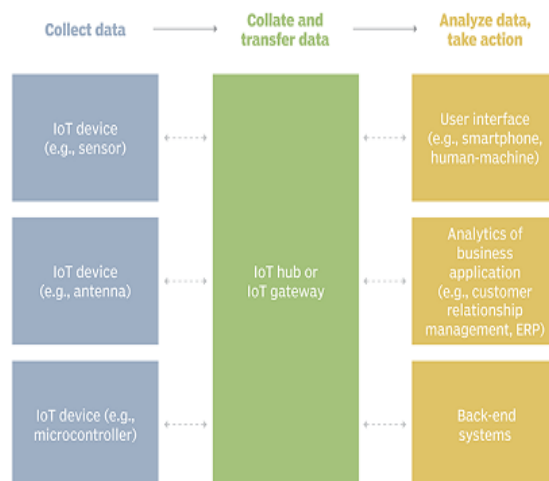 Collect data
Collate and
transfer data
Analyze data,
take action
IoT device
(e.g., sensor)
IoT device
(e.g., antenna)
IoT device (e.g.,
microcontroller)
IoT hub or
IoT gateway
User interface
(e.g., smartphone,
human-machine)
Analytics of
business
application
(e.g., customer
relationship
management, ERP)
Back-end
systems